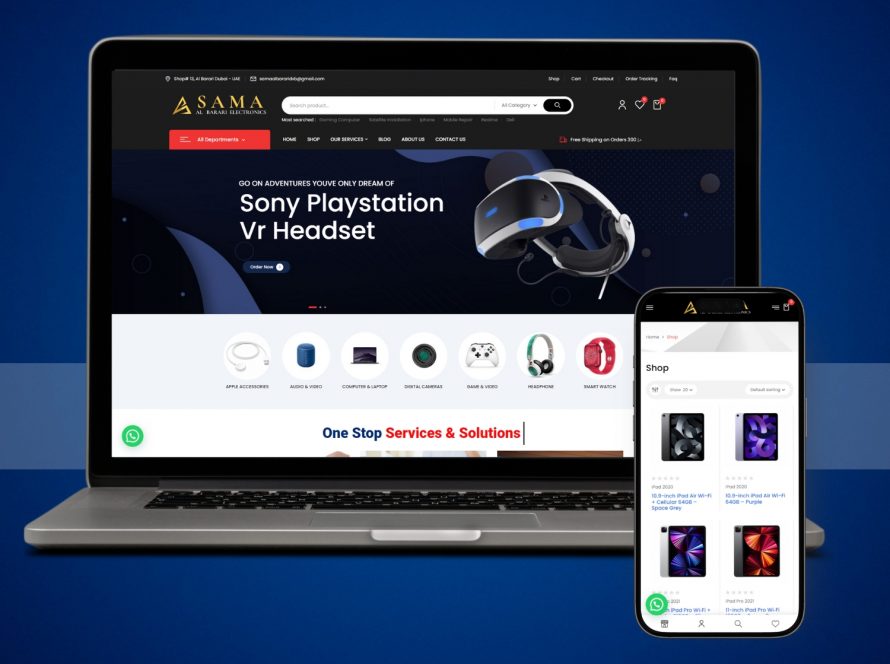 Shop# 13, Al Barari Dubai - UAE
samaalbararidxb@gmail.com
Shop
Cart
Checkout
Order Tracking
Faq
SAMA
AL BARARI ELECTRONICS
Search product...
All Category
Most searched : Gaming Computer Satellite Installation Iphone Mobile Repair Realme Dell
All Departments
HOME
SHOP
OUR SERVICES
BLOG
ABOUT US
CONTACT US
Free Shipping on Orders 300
GO ON ADVENTURES YOUVE ONLY DREAM OF
Sony Playstation
Vr Headset
Order Now
APPLE ACCESSORIES
AUDIO & VIDEO
COMPUTER & LAPTOP
DIGITAL CAMERAS
GAME & VIDEO
HEADPHONE
SMART WATCH
One Stop Services & Solutions
Home
Shop
Shop
Show 20
Default Sorting
iPad 2020
10.9-inch iPad Air Wi-Fi
+ Cellular 64GB –
Space Grey
iPad 2020
10.9-inch iPad Air Wi-Fi
64GB – Purple
iPad Pro 2021
iPad Pro Wi-Fi +
iPad Pro 2021
11-inch iPad Pro Wi-Fi